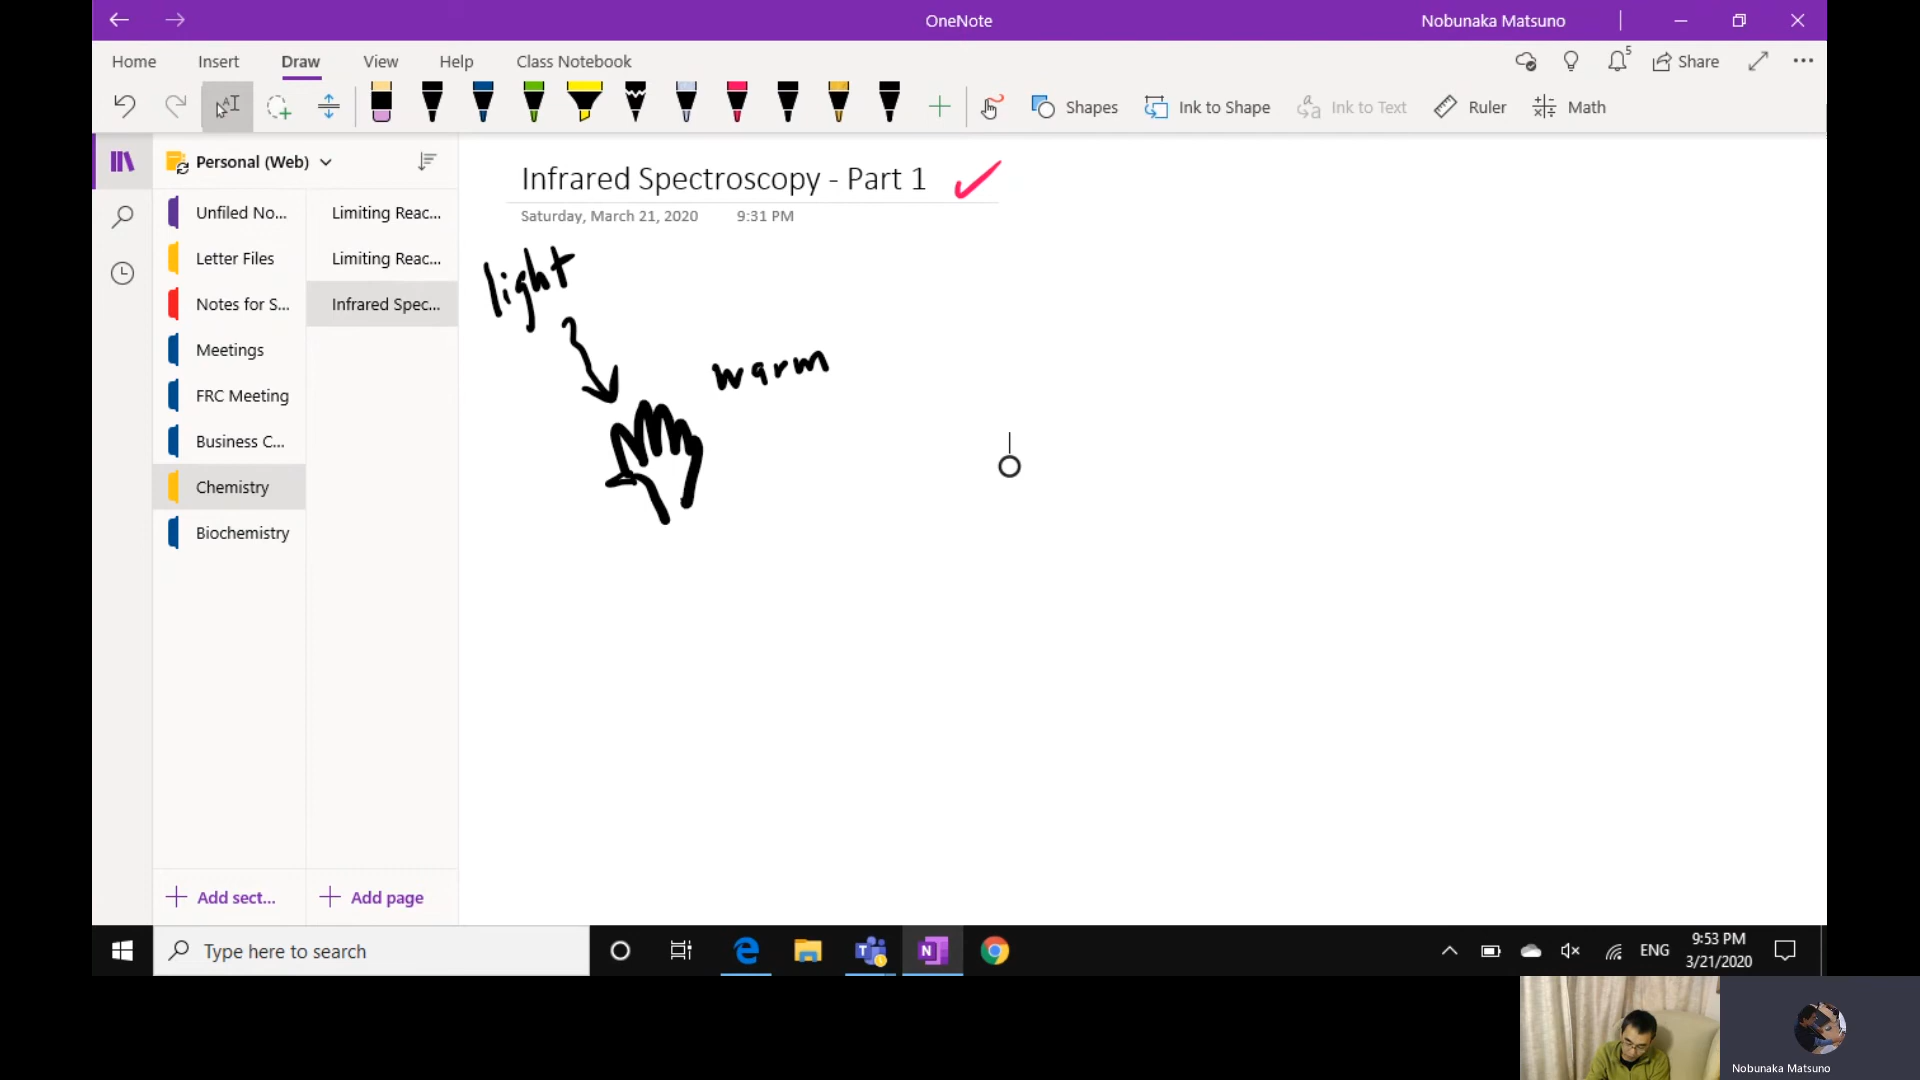 OneNote
Nobunaka Matsuno
Home Insert Draw View Help Class Notebook
5
Share
AI
Shapes Ink to Shape Ink to Text Ruler Math
Personal (Web)
Unfiled No...
Letter Files
Notes for S...
Meetings
FRC Meeting
Business C...
Chemistry
Biochemistry
Limiting Reac...
Limiting Reac...
Infrared Spec...
Infrared Spectroscopy - Part 1
Saturday, March 21, 2020 9:31 PM
light
warm
Add sect... Add page
Type here to search
ENG
9:53 PM
3/21/2020
Nobunaka Matsuno